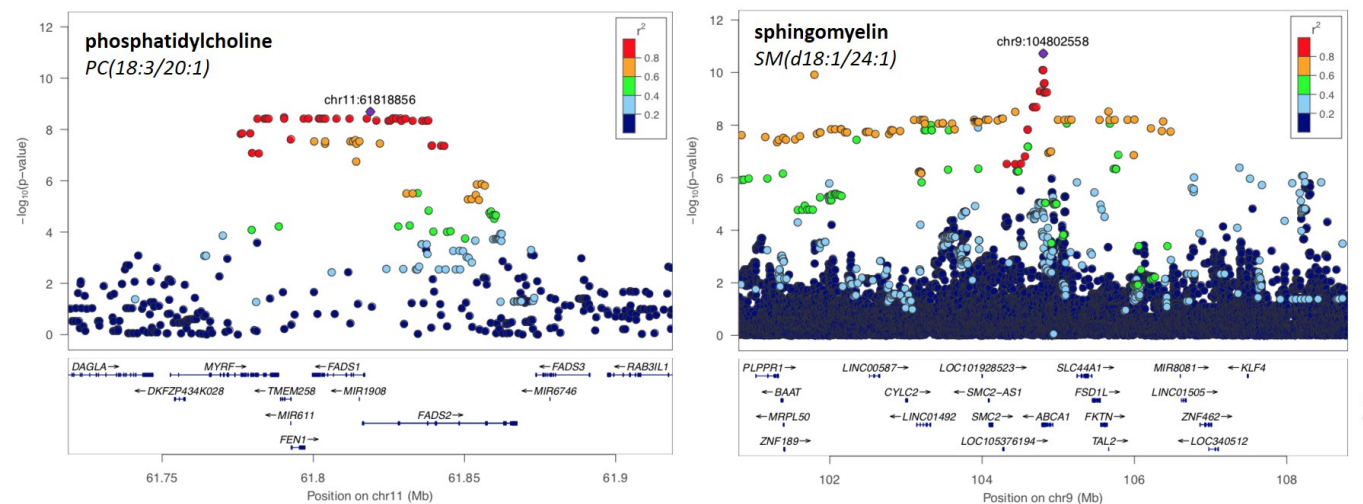 phosphatidylcholine
PC(18:3/20:1)
chr11:61818856
r²
0.8
0.6
0.4
0.2
12
10
8
6
4
2
0
−log₁₀(p−value)
DAGLA→ MYRF→ FADS1← FADS3← RAB3IL1←
←DKFZP434K028 ←TMEM258 ←MIR1908 ←MIR6746
←MIR611 FADS2→
FEN1→
61.75 61.8 61.85 61.9
Position on chr11 (Mb)
sphingomyelin
SM(d18:1/24:1)
chr9:104802558
r²
0.8
0.6
0.4
0.2
12
10
8
6
4
2
0
−log₁₀(p−value)
PLPPR1→ LINC00587→ LOC101928523→ SLC44A1→ MIR8081→ ←KLF4
←BAAT CYLC2→ ←SMC2−AS1 FSD1L→ LINC01505→
←MRPL50 ←LINC01492 SMC2→ ←ABCA1 FKTN→ ZNF462→
ZNF189→ LOC105376194→ TAL2→ ←LOC340512
102 104 106 108
Position on chr9 (Mb)